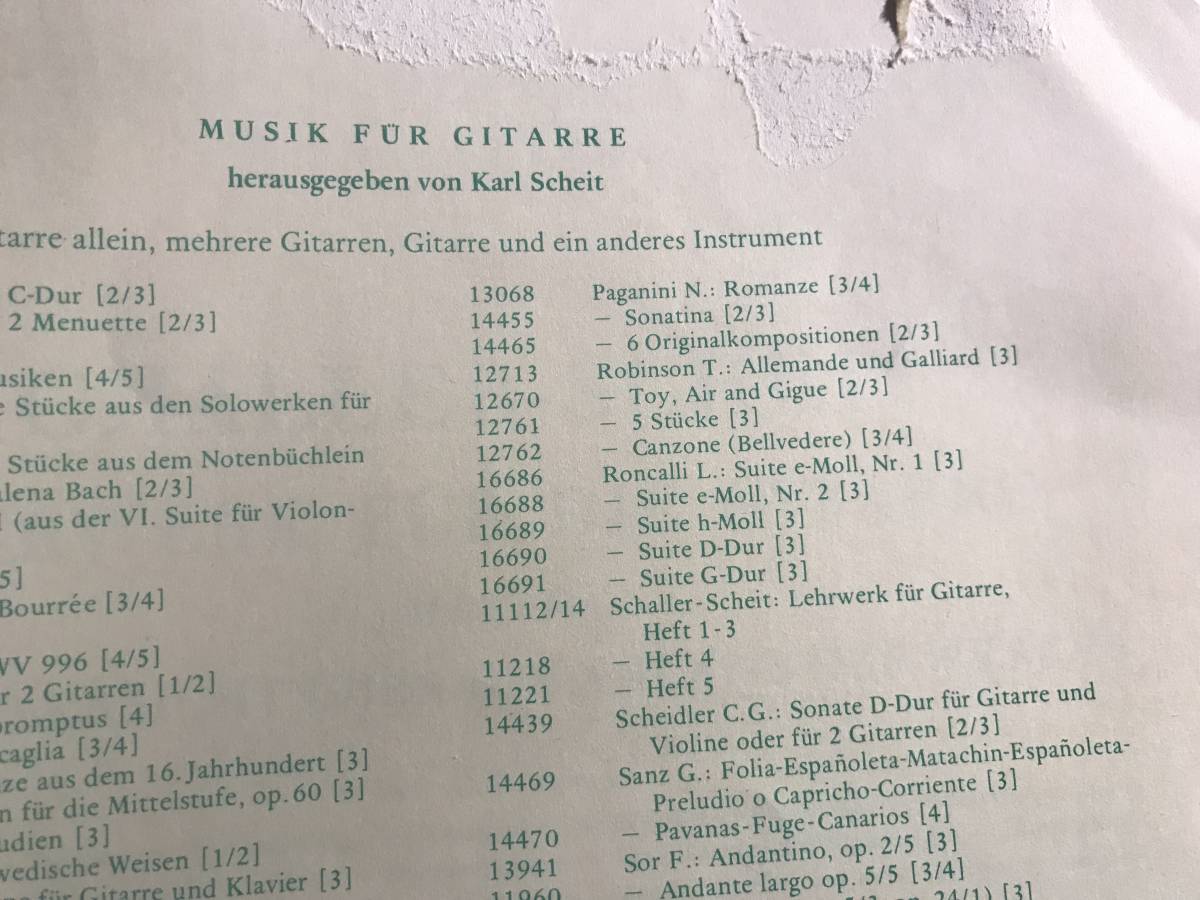 MUSIK FÜR GITARRE
herausgegeben von Karl Scheit
allein, mehrere Gitarren, Gitarre und ein anderes Instrument
C-Dur [2/3]
2 Menuette [2/3]
[4/5]
Stücke aus den Solowerken für
Stücke aus dem Notenbüchlein
Bach [2/3]
(aus der VI. Suite für Violon-
5]
Bourrée [3/4]
WV 996 [4/5]
2 Gitarren [1/2]
[4]
[3/4]
aus dem 16. Jahrhundert [3]
für die Mittelstufe, op. 60 [3]
[3]
Weisen [1/2]
für Gitarre und Klavier [3]
13068 Paganini N.: Romanze [3/4]
14455 — Sonatina [2/3]
14465 — 6 Originalkompositionen [2/3]
12713 Robinson T.: Allemande und Galliard [3]
12670 — Toy, Air and Gigue [2/3]
12761 — 5 Stücke [3]
12762 — Canzone (Bellvedere) [3/4]
16686 Roncalli L.: Suite e-Moll, Nr. 1 [3]
16688 — Suite e-Moll, Nr. 2 [3]
16689 — Suite h-Moll [3]
16690 — Suite D-Dur [3]
16691 — Suite G-Dur [3]
11112/14 Schaller-Scheit: Lehrwerk für Gitarre,
Heft 1-3
11218 — Heft 4
11221 — Heft 5
14439 Scheidler C.G.: Sonate D-Dur für Gitarre und
Violine oder für 2 Gitarren [2/3]
14469 Sanz G.: Folia-Españoleta-Matachin-Españoleta-
Preludio o Capricho-Corriente [3]
14470 — Pavanas-Fuge-Canarios [4]
13941 Sor F.: Andantino, op. 2/5 [3]
11960 — Andante largo op. 5/5 [3/4]
24/1) [3]